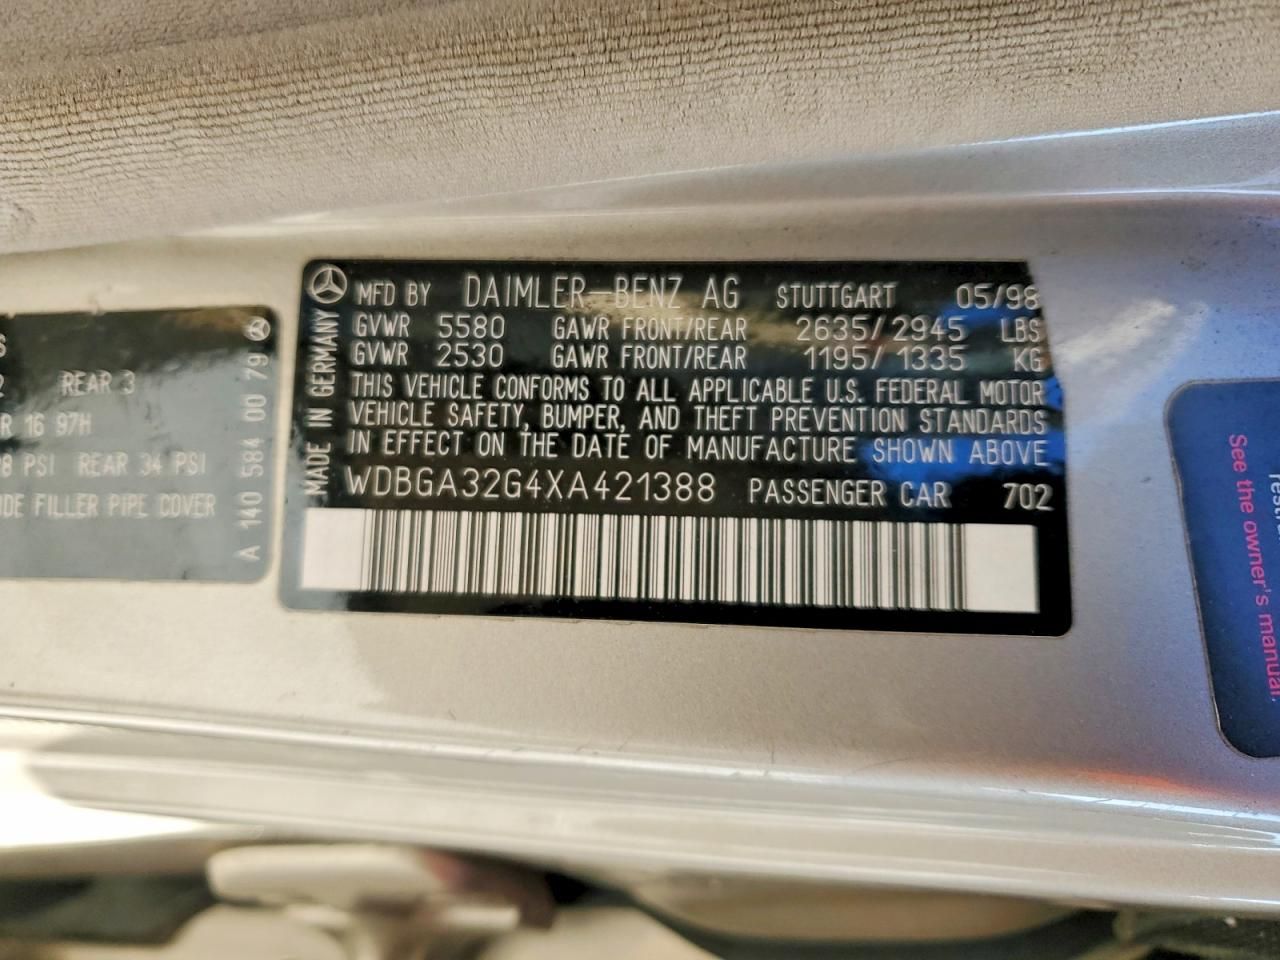 MFD BY DAIMLER-BENZ AG STUTTGART 05/98
GVWR 5580 GAWR FRONT/REAR 2635/2945 LBS
GVWR 2530 GAWR FRONT/REAR 1195/1335 KG
THIS VEHICLE CONFORMS TO ALL APPLICABLE U.S. FEDERAL MOTOR
VEHICLE SAFETY, BUMPER, AND THEFT PREVENTION STANDARDS
IN EFFECT ON THE DATE OF MANUFACTURE SHOWN ABOVE
WDBGA32G4XA421388 PASSENGER CAR 702
MADE IN GERMANY
REAR 3
R 16 97H
PSI REAR 34 PSI
FILLER PIPE COVER
A 140 584 00 79
See the owner's manual.